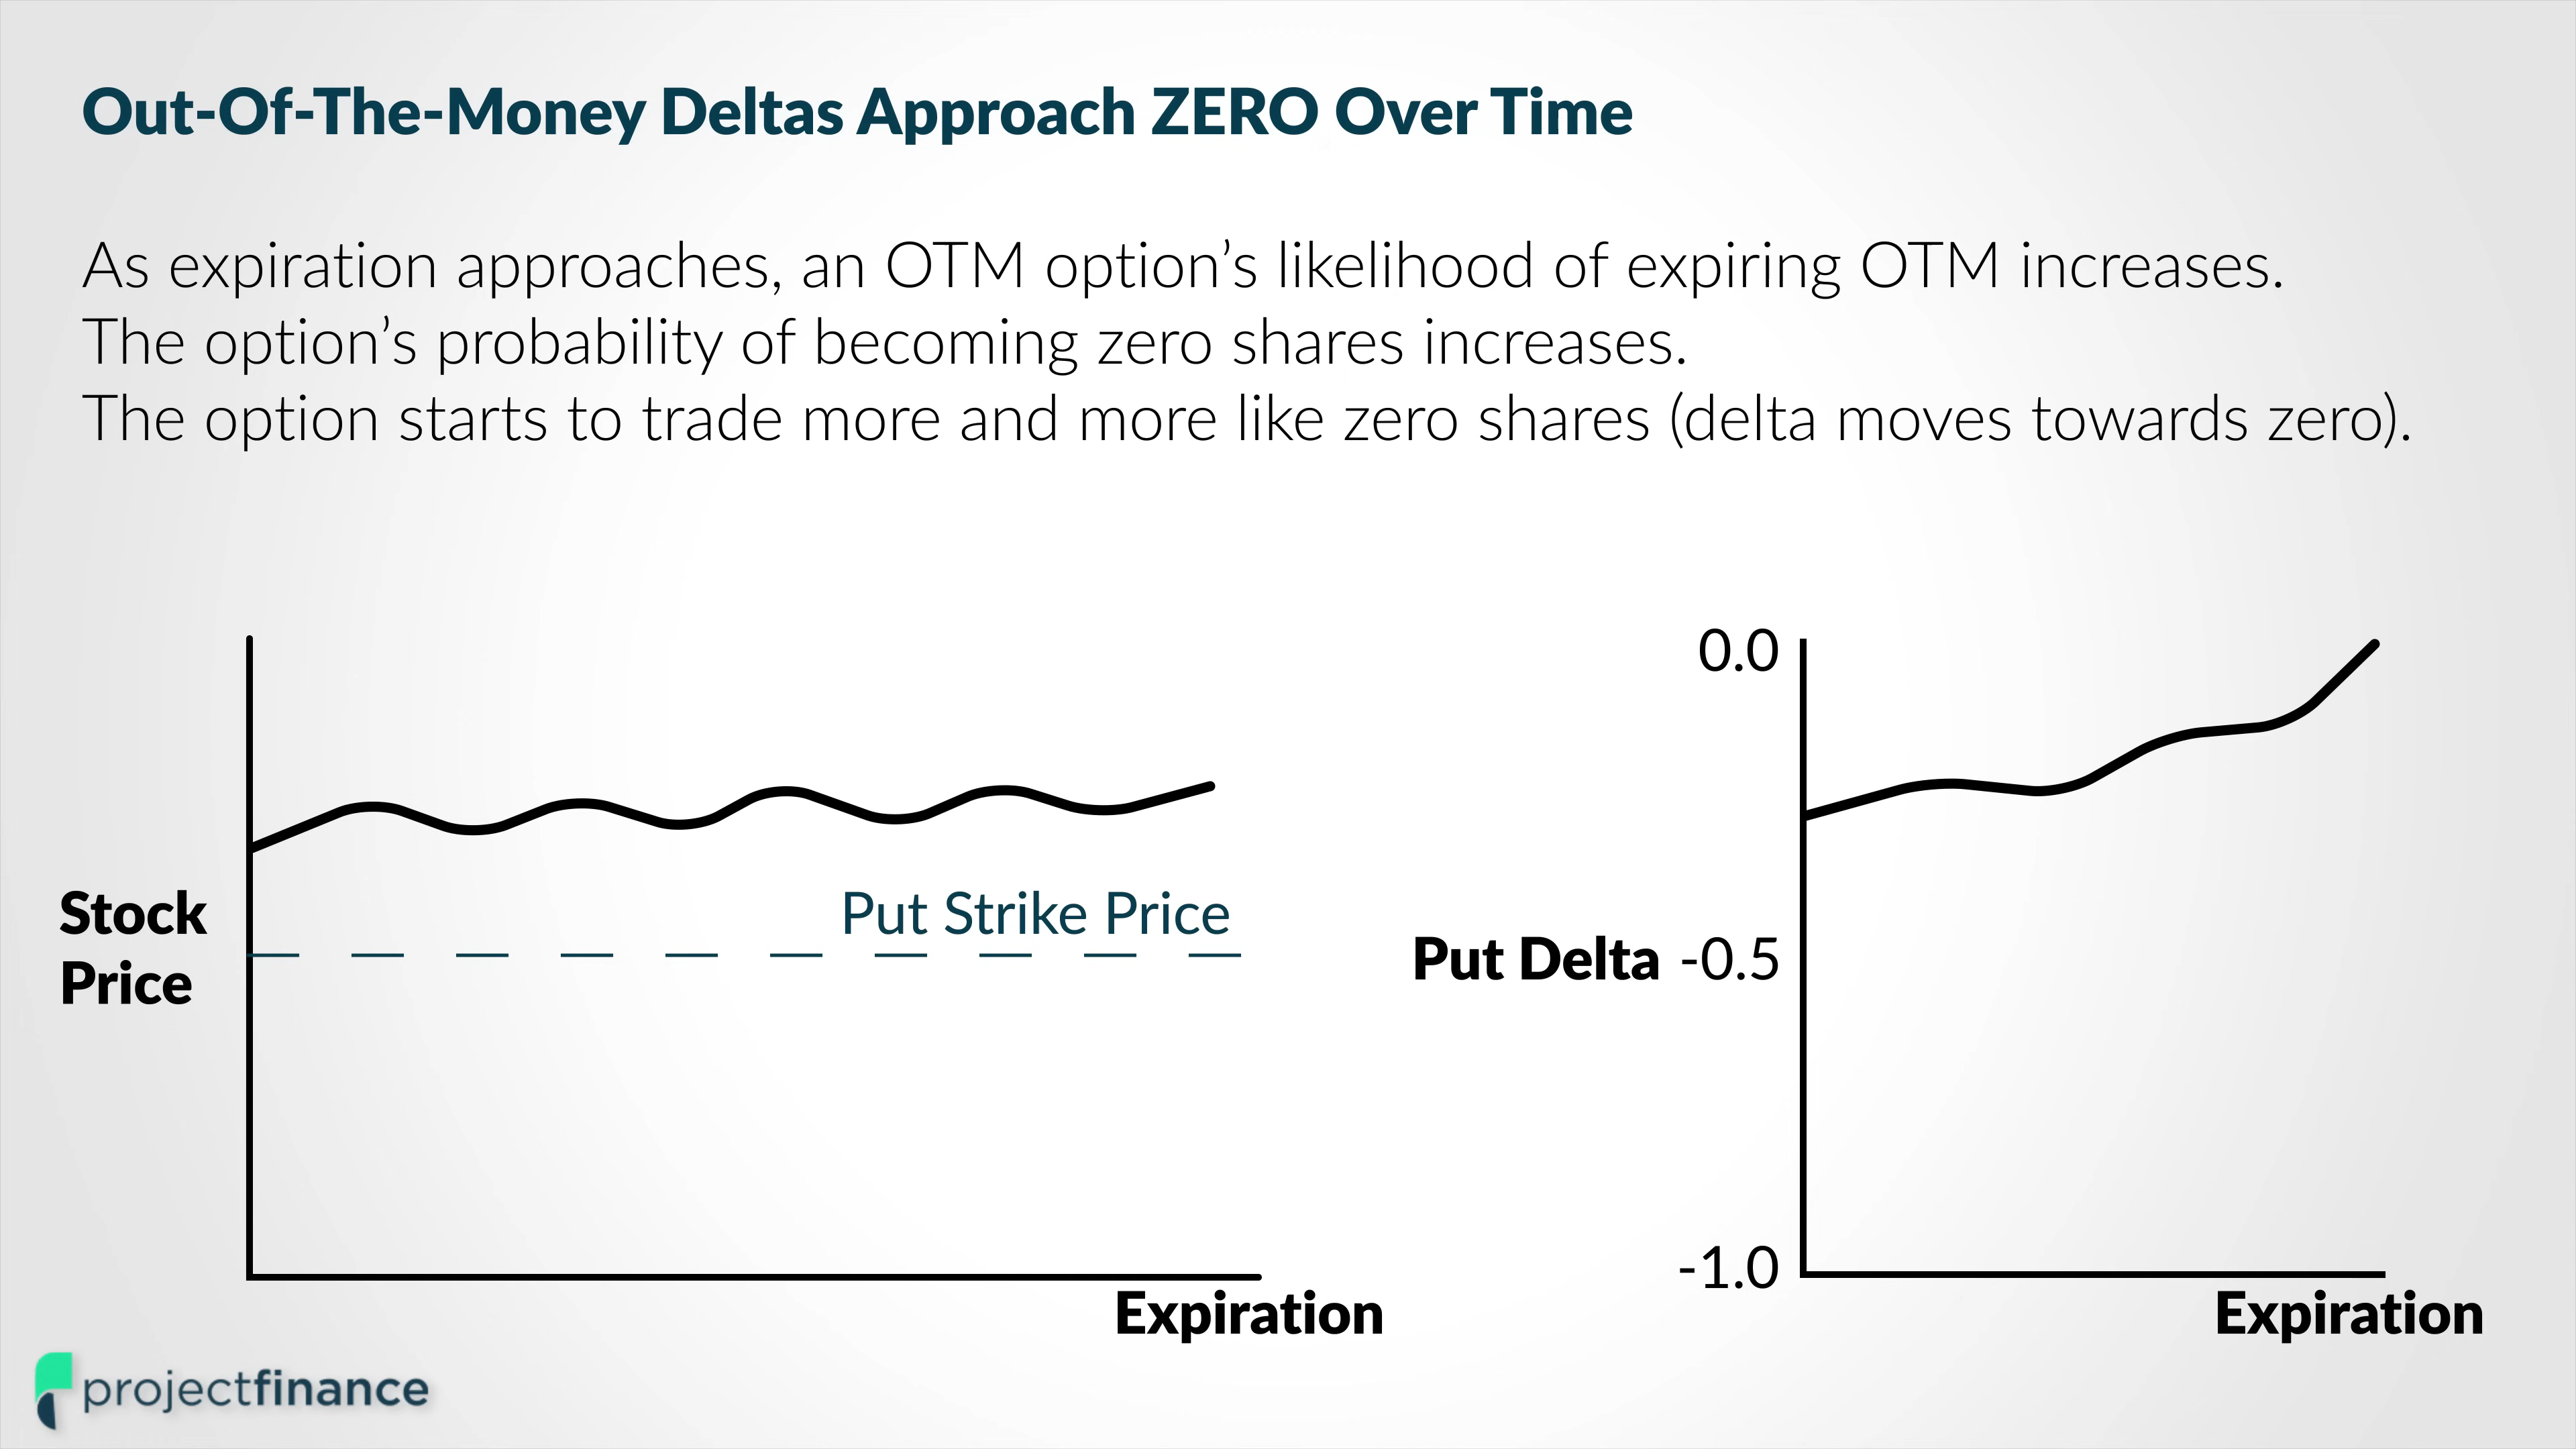 Out-Of-The-Money Deltas Approach ZERO Over Time
As expiration approaches, an OTM option’s likelihood of expiring OTM increases.
The option’s probability of becoming zero shares increases.
The option starts to trade more and more like zero shares (delta moves towards zero).
Stock
Price
Put Strike Price
Expiration
0.0
Put Delta -0.5
-1.0
Expiration
projectfinance